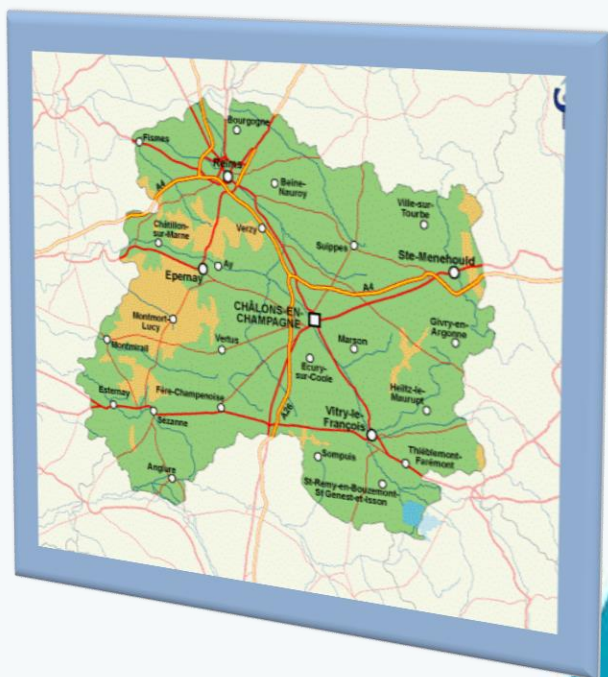 Bourgogne
Fismes
Reims
Beine-
Nauroy
A4
Ville-sur-
Tourbe
Châtillon-
sur-Marne
Verzy
Suippes
Ste-Menehould
Ay
Epernay
A4
CHÂLONS-EN-
CHAMPAGNE
Montmort-
Lucy
Givry-en-
Argonne
Montmirail
Vertus
Marson
Ecury-
sur-Coole
Heiltz-le-
Maurupt
Esternay
Fère-Champenoise
A26
Sézanne
Vitry-le-
François
Sompuis
Thiéblemont-
Farémont
Anglure
St-Remy-en-Bouzemont-
St Genest-et-Isson